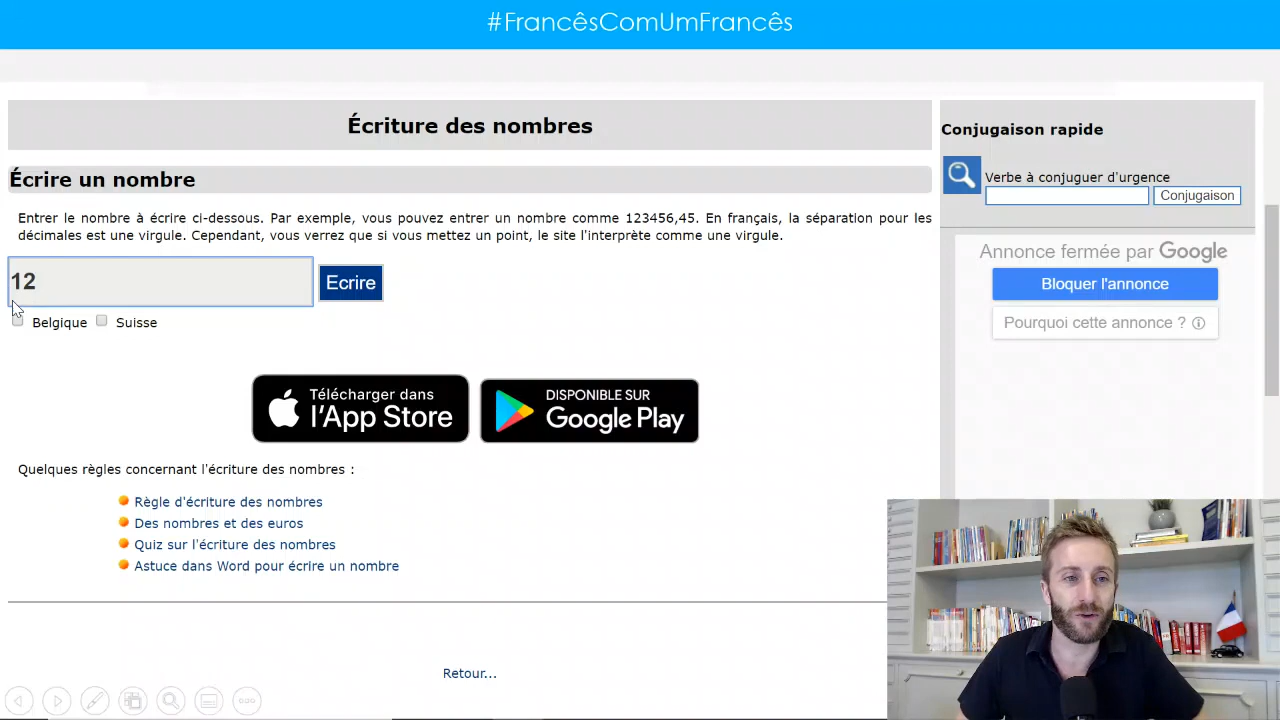 #FrancêsComUmFrancês
Écriture des nombres
Écrire un nombre
Entrer le nombre à écrire ci-dessous. Par exemple, vous pouvez entrer un nombre comme 123456,45. En français, la séparation pour les
décimales est une virgule. Cependant, vous verrez que si vous mettez un point, le site l'interprète comme une virgule.
12
Ecrire
Belgique Suisse
Télécharger dans
l'App Store
DISPONIBLE SUR
Google Play
Quelques règles concernant l'écriture des nombres :
Règle d'écriture des nombres
Des nombres et des euros
Quiz sur l'écriture des nombres
Astuce dans Word pour écrire un nombre
Retour...
Conjugaison rapide
Verbe à conjuguer d'urgence
Conjugaison
Annonce fermée par Google
Bloquer l'annonce
Pourquoi cette annonce ?